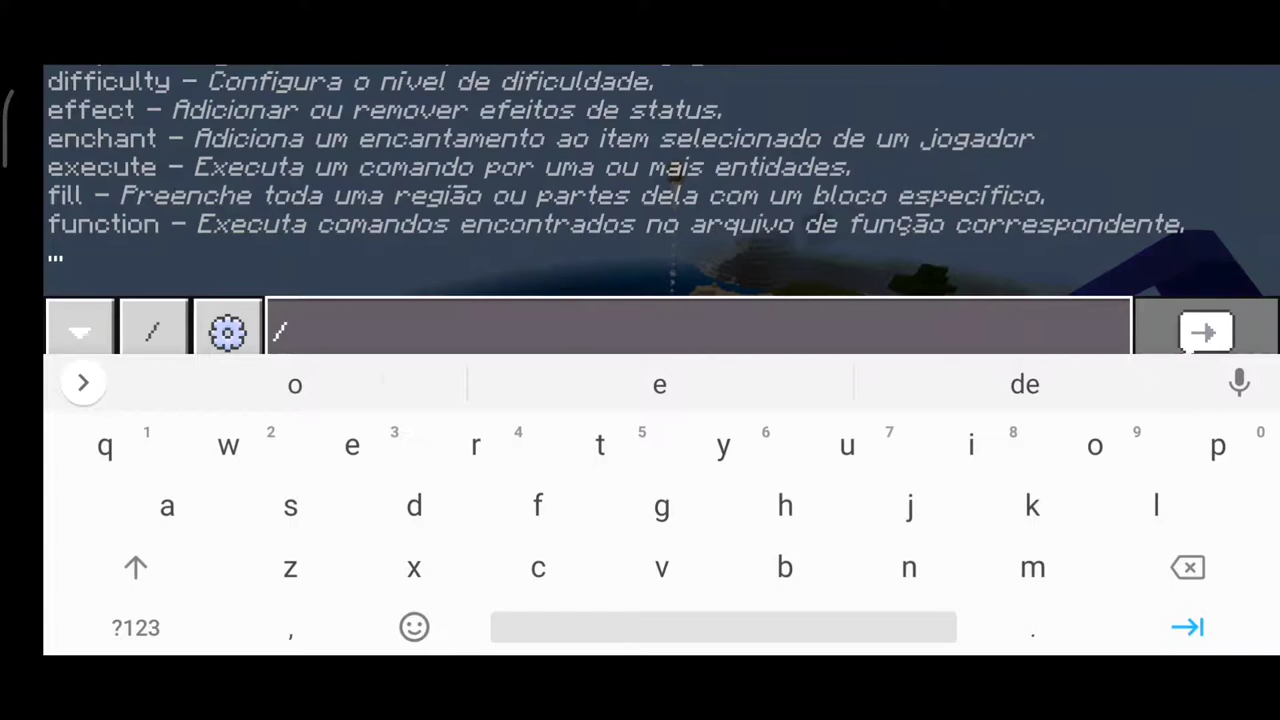 difficulty – Configura o nível de dificuldade.
effect – Adicionar ou remover efeitos de status.
enchant – Adiciona um encantamento ao item selecionado de um jogador
execute – Executa um comando por uma ou mais entidades.
fill – Preenche toda uma região ou partes dela com um bloco específico.
function – Executa comandos encontrados no arquivo de função correspondente.
...
/ /
o e de
q 1 w 2 e 3 r 4 t 5 y 6 u 7 i 8 o 9 p 0
a s d f g h j k l
z x c v b n m
?123 , .